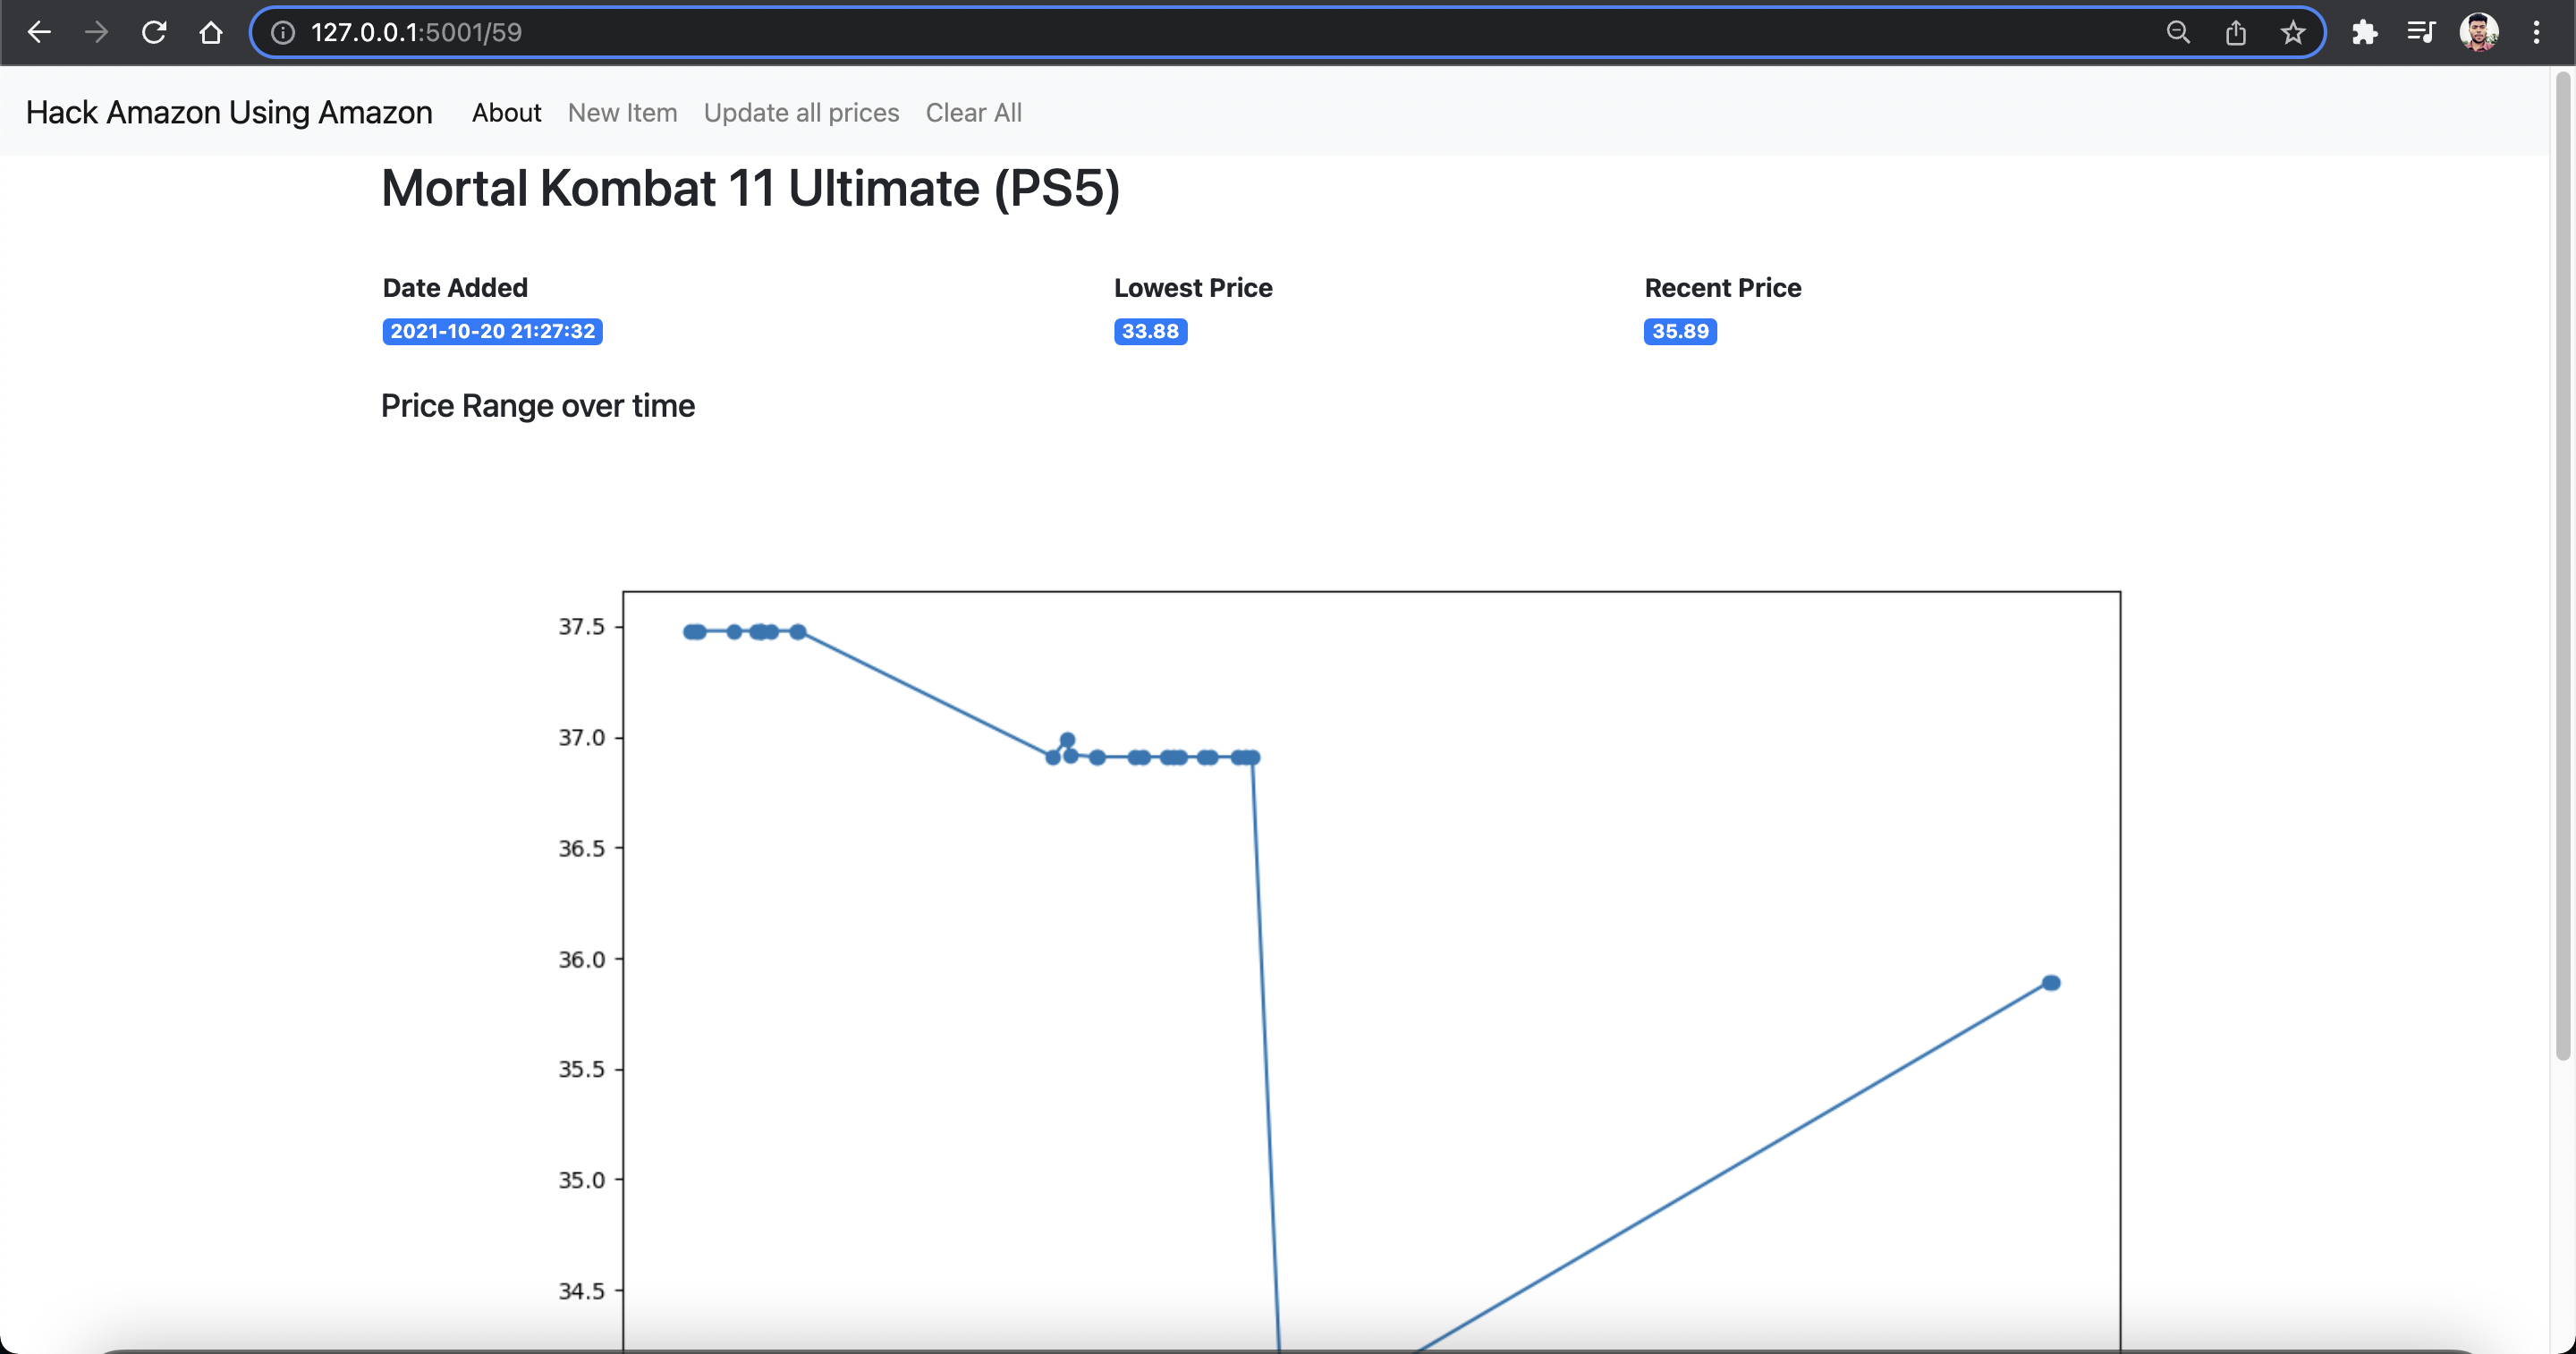 127.0.0.1:5001/59
Hack Amazon Using Amazon About New Item Update all prices Clear All
Mortal Kombat 11 Ultimate (PS5)
Date Added Lowest Price Recent Price
2021-10-20 21:27:32 33.88 35.89
Price Range over time
37.5
37.0
36.5
36.0
35.5
35.0
34.5